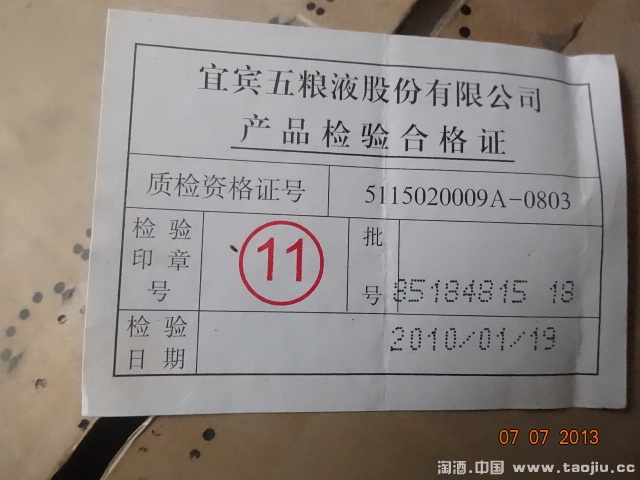 宜宾五粮液股份有限公司
产品检验合格证
质检资格证号 5115020009A-0803
检验印章号 11 批号 85184815 18
检验日期 2010/01/19
07 07 2013
淘酒.中国 www.taojiu.cc